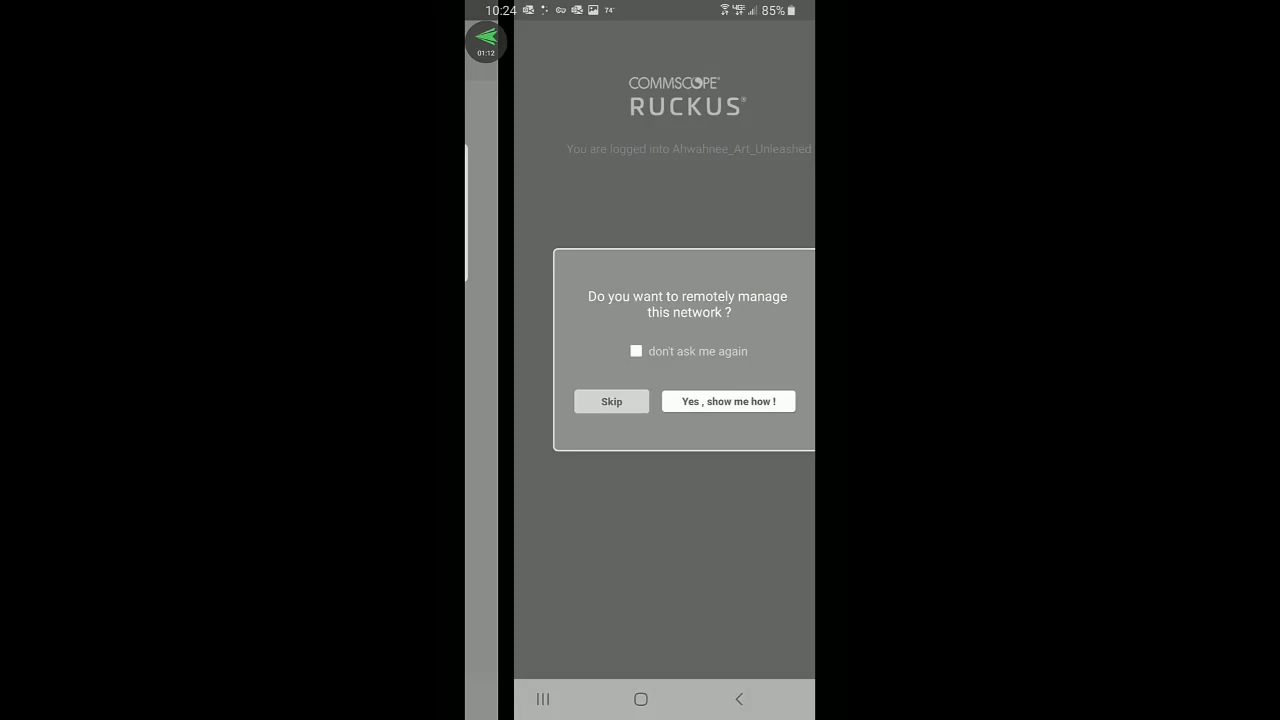 10:24 74° 4GE 85%
01:12
COMMSCOPE®
RUCKUS®
You are logged into Ahwahnee_Art_Unleashed
Do you want to remotely manage
this network ?
don't ask me again
Skip Yes , show me how !